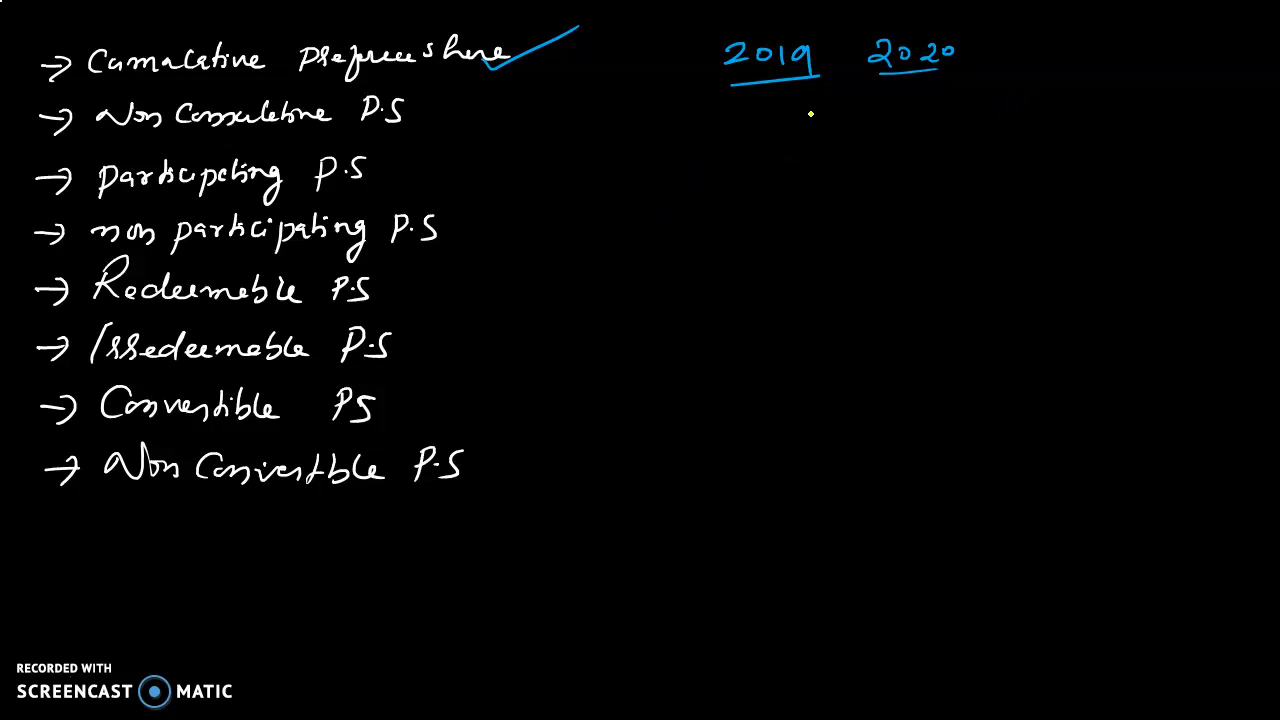 → Cumulative Preference share
2019 2020
→ Non Cumulative P.S
→ participating P.S
→ non participating P.S
→ Redeemable P.S
→ Irredeemable P.S
→ Convertible PS
→ Non Convertible P.S
RECORDED WITH
SCREENCAST MATIC